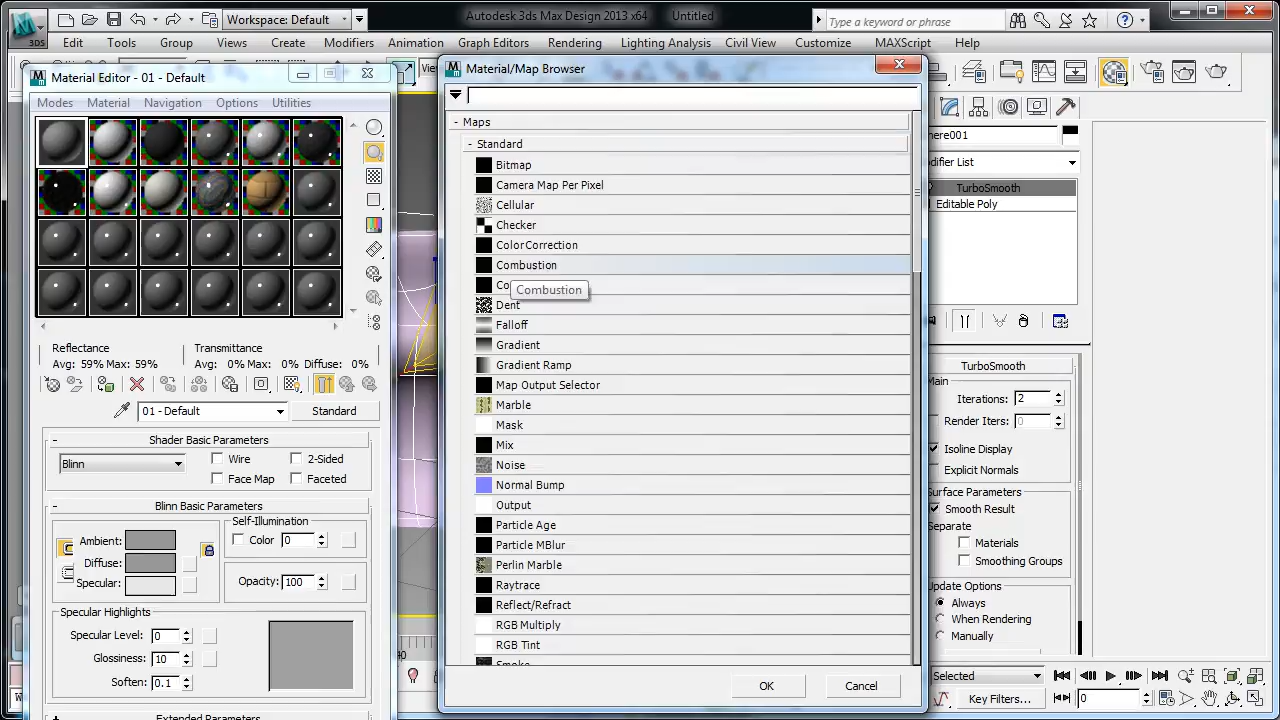 Workspace: Default
Autodesk 3ds Max Design 2013 x64
Untitled
Type a keyword or phrase
3DS
Edit
Tools
Group
Views
Create
Modifiers
Animation
Graph Editors
Rendering
Lighting Analysis
Civil View
Customize
MAXScript
Help
Material Editor - 01 - Default
Modes
Material
Navigation
Options
Utilities
Reflectance
Avg: 59% Max: 59%
Transmittance
Avg: 0% Max: 0% Diffuse: 0%
01 - Default
Standard
Shader Basic Parameters
Blinn
Wire
2-Sided
Face Map
Faceted
Blinn Basic Parameters
Ambient:
Diffuse:
Specular:
Self-Illumination
Color
0
Opacity:
100
Specular Highlights
Specular Level:
0
Glossiness:
10
Soften:
0.1
Extended Parameters
Material/Map Browser
- Maps
- Standard
Bitmap
Camera Map Per Pixel
Cellular
Checker
ColorCorrection
Combustion
Co
Combustion
Dent
Falloff
Gradient
Gradient Ramp
Map Output Selector
Marble
Mask
Mix
Noise
Normal Bump
Output
Particle Age
Particle MBlur
Perlin Marble
Raytrace
Reflect/Refract
RGB Multiply
RGB Tint
Smoke
OK
Cancel
here001
difier List
TurboSmooth
Editable Poly
TurboSmooth
Main
Iterations:
2
Render Iters:
0
Isoline Display
Explicit Normals
Surface Parameters
Smooth Result
Separate
Materials
Smoothing Groups
Update Options
Always
When Rendering
Manually
Selected
Key Filters...
0